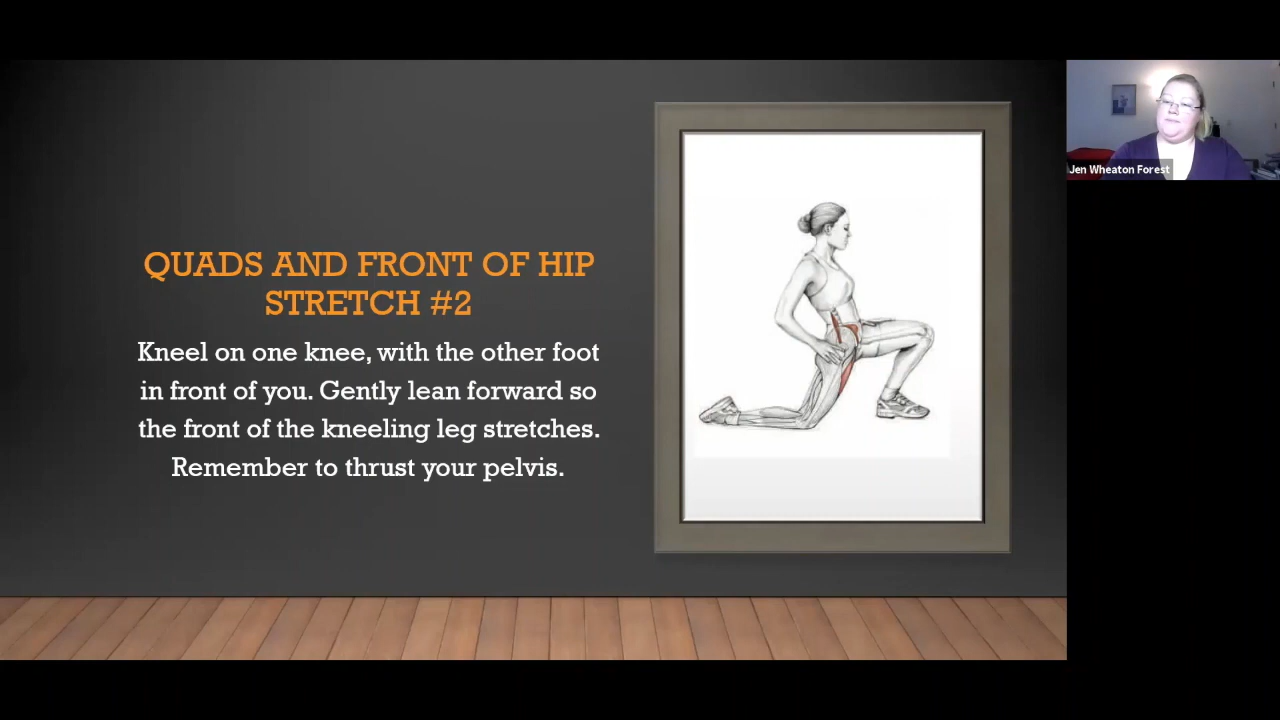 QUADS AND FRONT OF HIP
STRETCH #2
Kneel on one knee, with the other foot
in front of you. Gently lean forward so
the front of the kneeling leg stretches.
Remember to thrust your pelvis.
Jen Wheaton Forest